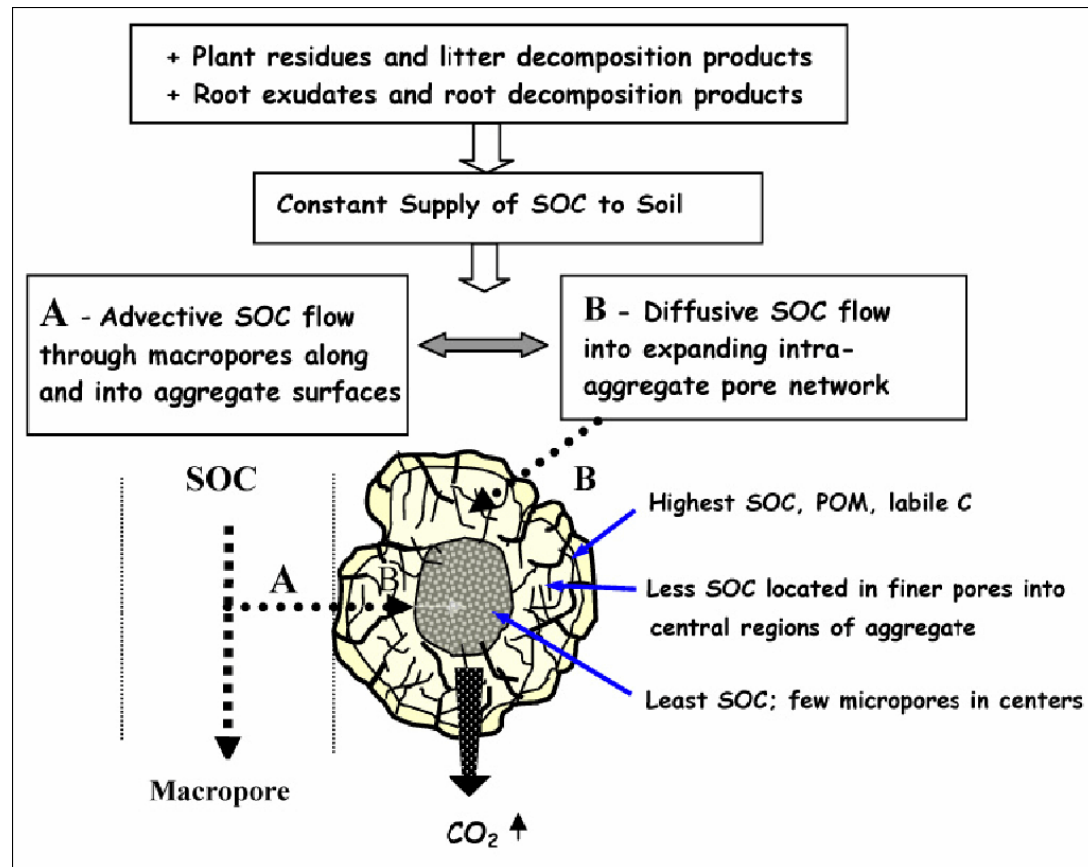 + Plant residues and litter decomposition products
+ Root exudates and root decomposition products
Constant Supply of SOC to Soil
A - Advective SOC flow
through macropores along
and into aggregate surfaces
B - Diffusive SOC flow
into expanding intra-
aggregate pore network
SOC
B
Highest SOC, POM, labile C
A
B
Less SOC located in finer pores into
central regions of aggregate
Least SOC; few micropores in centers
Macropore
CO₂